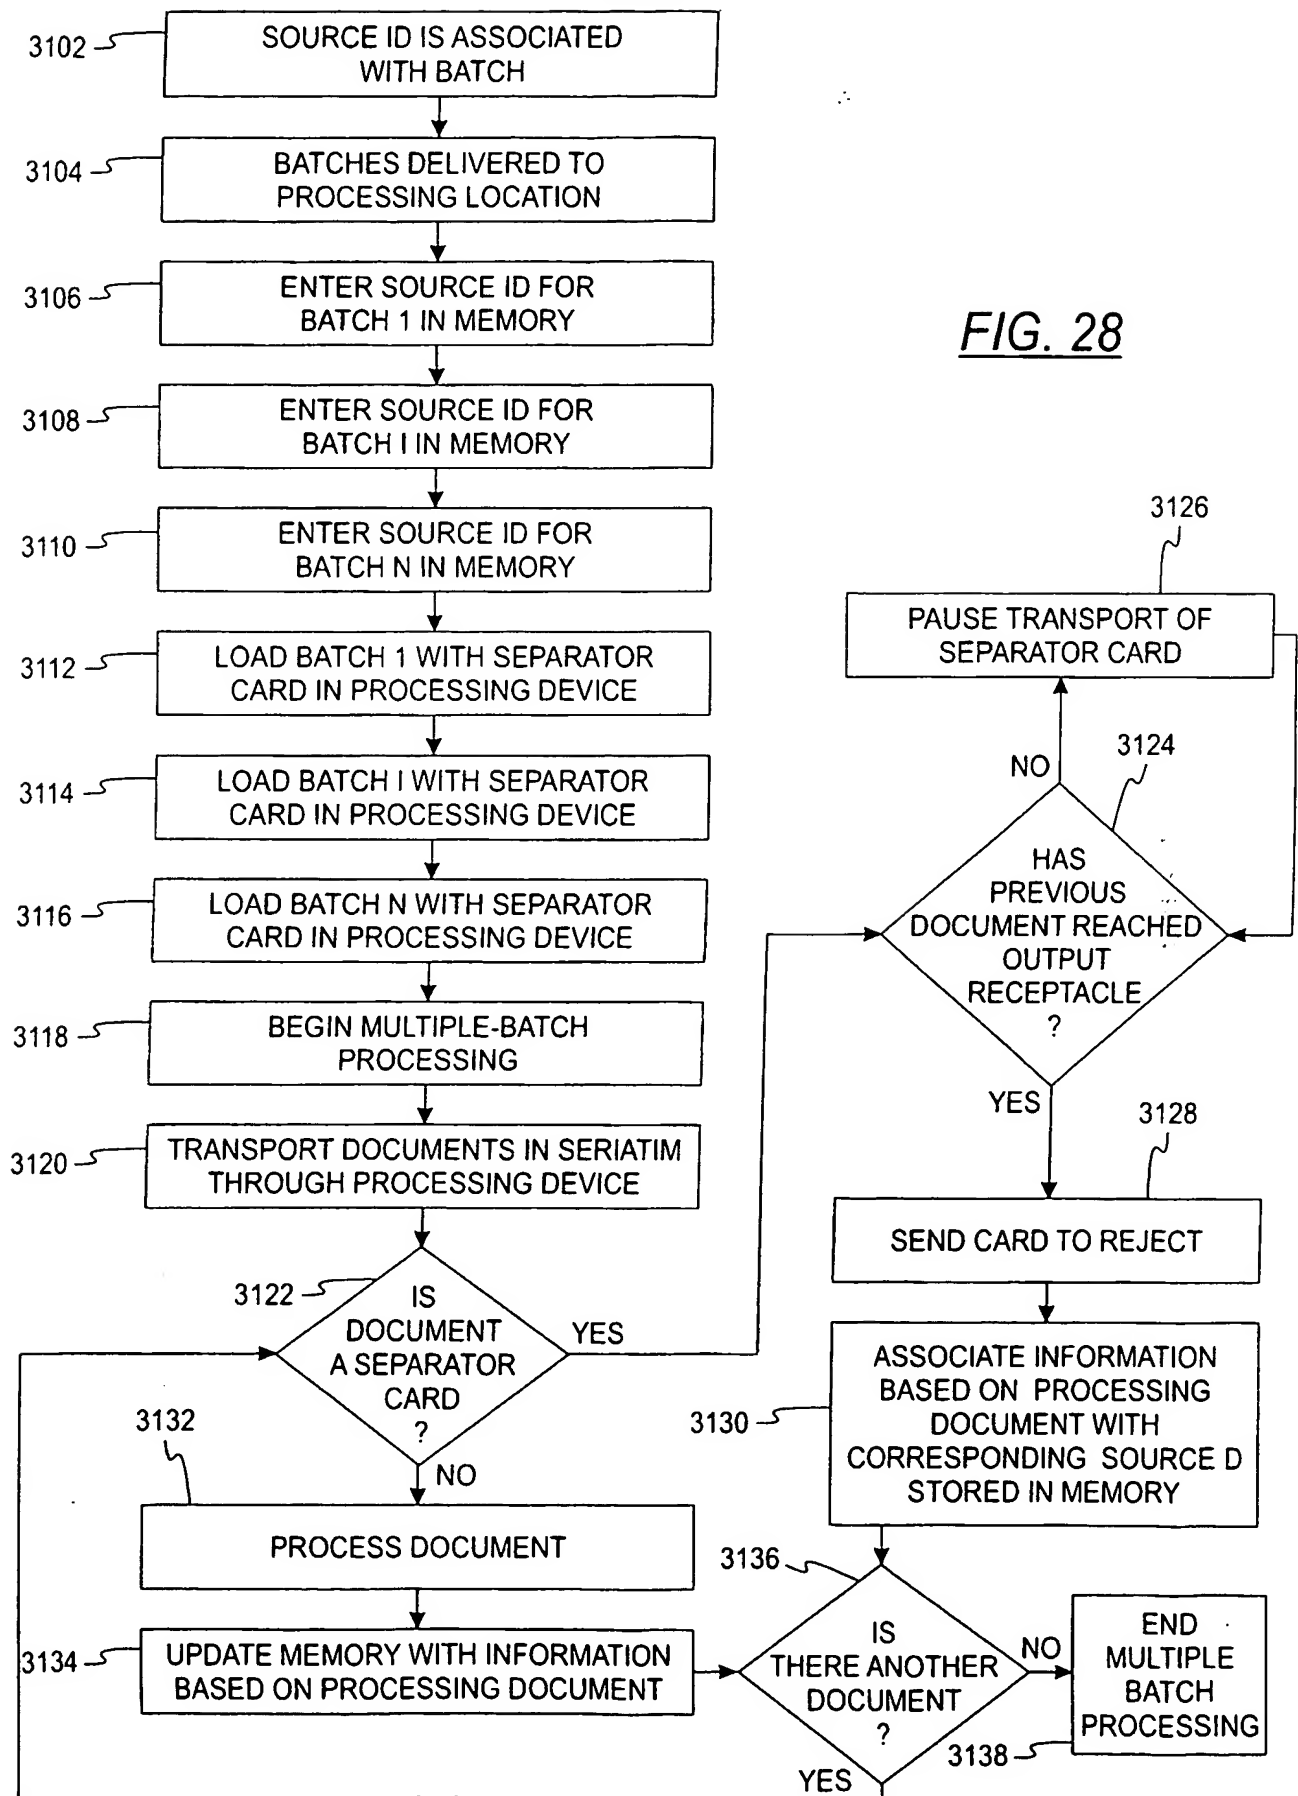 3102
SOURCE ID IS ASSOCIATED
WITH BATCH
3104
BATCHES DELIVERED TO
PROCESSING LOCATION
3106
ENTER SOURCE ID FOR
BATCH 1 IN MEMORY
FIG. 28
3108
ENTER SOURCE ID FOR
BATCH I IN MEMORY
3110
ENTER SOURCE ID FOR
BATCH N IN MEMORY
3112
LOAD BATCH 1 WITH SEPARATOR
CARD IN PROCESSING DEVICE
3114
LOAD BATCH I WITH SEPARATOR
CARD IN PROCESSING DEVICE
3116
LOAD BATCH N WITH SEPARATOR
CARD IN PROCESSING DEVICE
3118
BEGIN MULTIPLE-BATCH
PROCESSING
3120
TRANSPORT DOCUMENTS IN SERIATIM
THROUGH PROCESSING DEVICE
3122
IS
DOCUMENT
A SEPARATOR
CARD
?
YES
NO
3126
PAUSE TRANSPORT OF
SEPARATOR CARD
NO
3124
HAS
PREVIOUS
DOCUMENT REACHED
OUTPUT
RECEPTACLE
?
YES
3128
SEND CARD TO REJECT
3130
ASSOCIATE INFORMATION
BASED ON PROCESSING
DOCUMENT WITH
CORRESPONDING SOURCE D
STORED IN MEMORY
3132
PROCESS DOCUMENT
3134
UPDATE MEMORY WITH INFORMATION
BASED ON PROCESSING DOCUMENT
3136
IS
THERE ANOTHER
DOCUMENT
?
NO
YES
3138
END
MULTIPLE
BATCH
PROCESSING